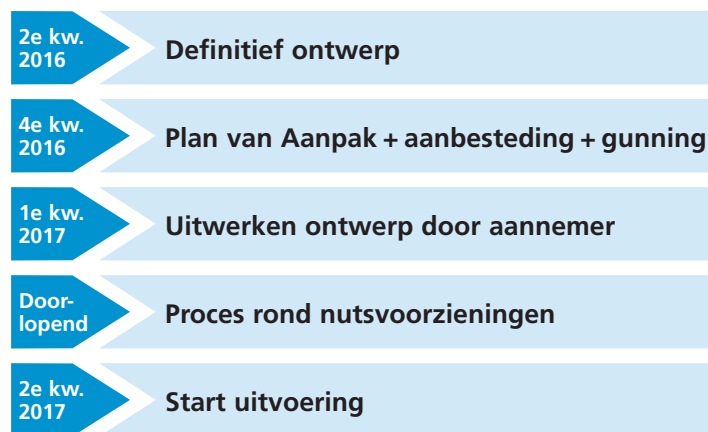 2e kw.
2016
Definitief ontwerp
4e kw.
2016
Plan van Aanpak + aanbesteding + gunning
1e kw.
2017
Uitwerken ontwerp door aannemer
Door-
lopend
Proces rond nutsvoorzieningen
2e kw.
2017
Start uitvoering